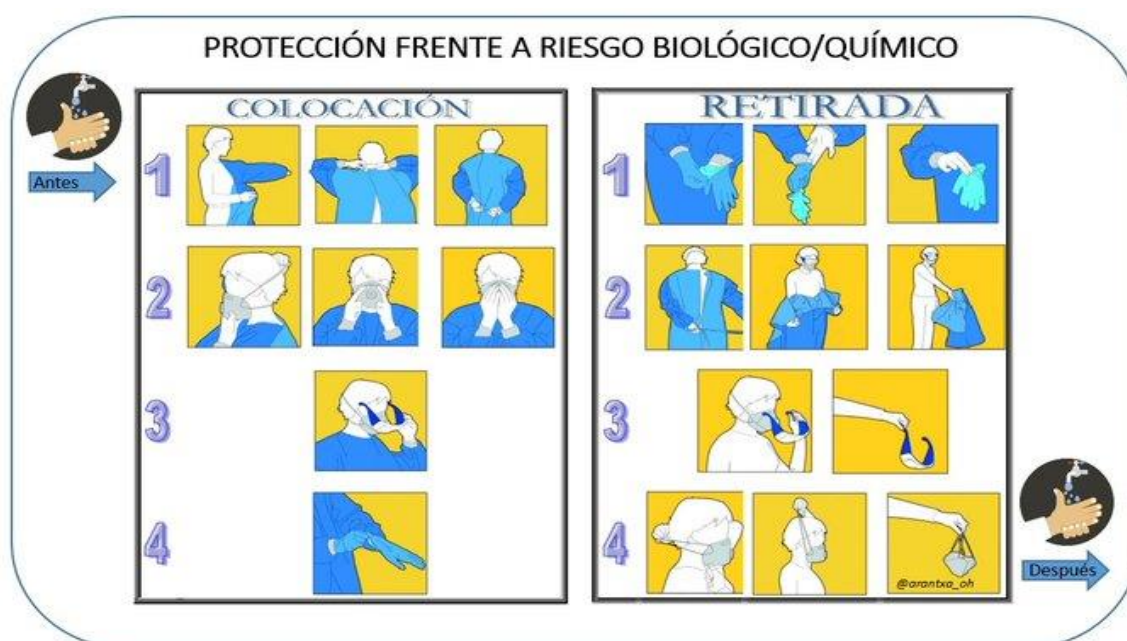 PROTECCIÓN FRENTE A RIESGO BIOLÓGICO/QUÍMICO
Antes
COLOCACIÓN
1
2
3
4
RETIRADA
1
2
3
4
@arantxa_oh
Después